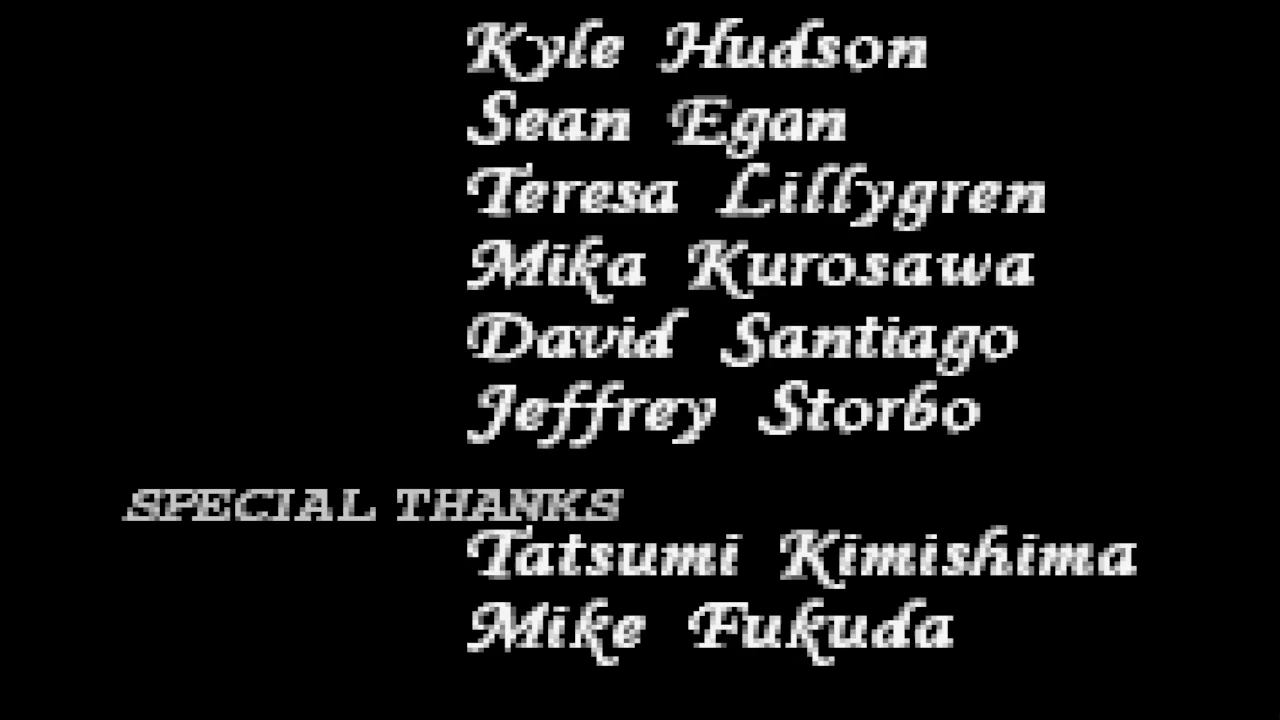 Kyle Hudson
Sean Egan
Teresa Lillygren
Mika Kurosawa
David Santiago
Jeffrey Storbo
SPECIAL THANKS
Tatsumi Kimishima
Mike Fukuda